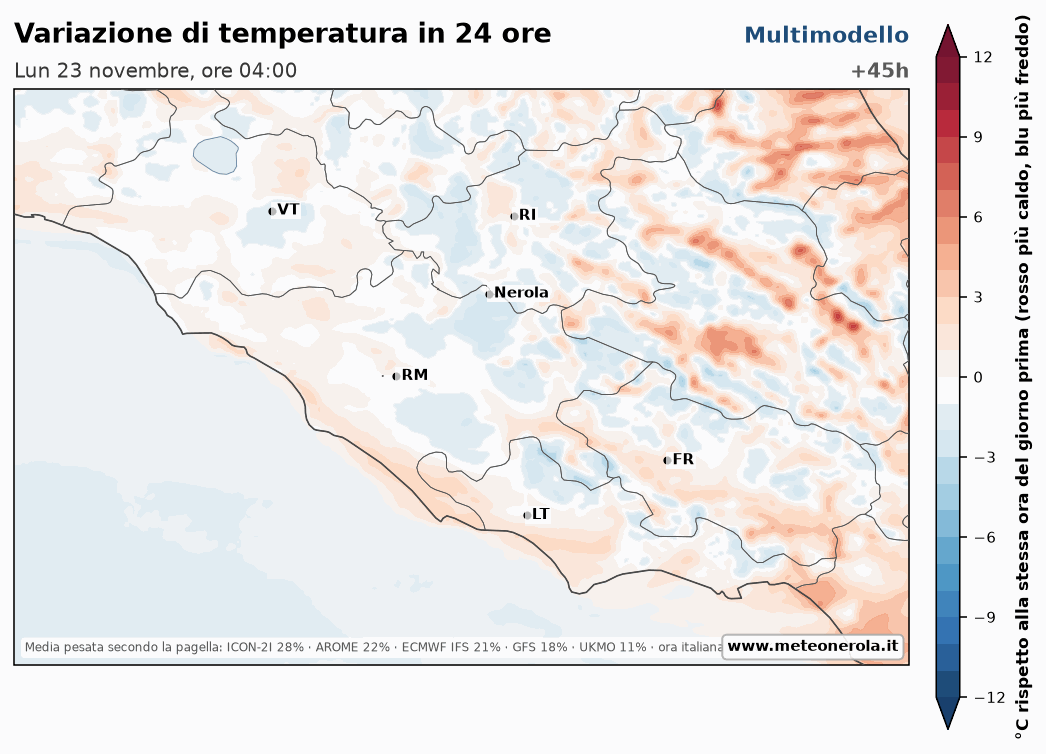 Variazione di temperatura in 24 ore
Multimodello
Lun 23 novembre, ore 04:00
+45h
VT
RI
Nerola
RM
FR
LT
Media pesata secondo la pagella: ICON-2I 28% · AROME 22% · ECMWF IFS 21% · GFS 18% · UKMO 11% · ora italiana
www.meteonerola.it
12
9
6
3
0
−3
−6
−9
−12
°C rispetto alla stessa ora del giorno prima (rosso più caldo, blu più freddo)